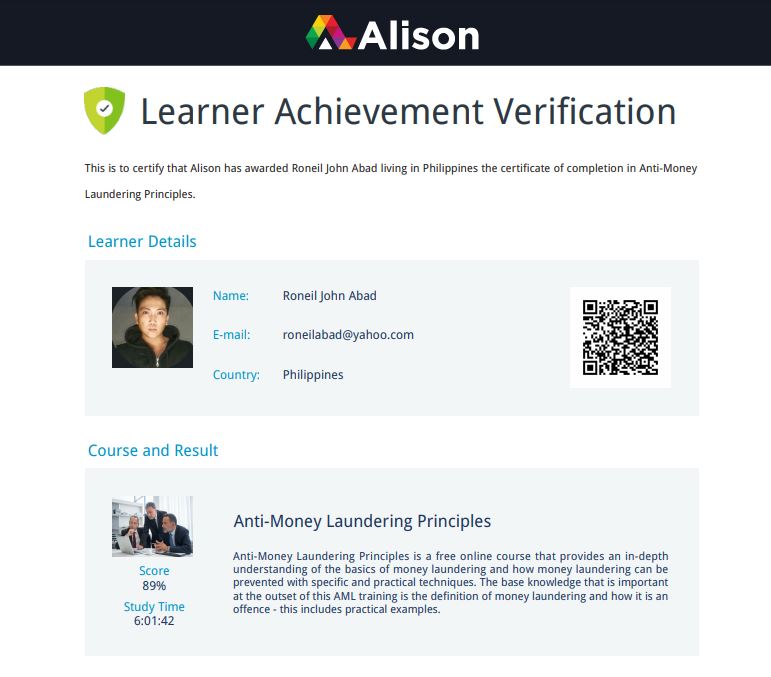 Alison
Learner Achievement Verification
This is to certify that Alison has awarded Roneil John Abad living in Philippines the certificate of completion in Anti-Money
Laundering Principles.
Learner Details
Name: Roneil John Abad
E-mail: roneilabad@yahoo.com
Country: Philippines
Course and Result
Anti-Money Laundering Principles
Anti-Money Laundering Principles is a free online course that provides an in-depth
understanding of the basics of money laundering and how money laundering can be
prevented with specific and practical techniques. The base knowledge that is important
at the outset of this AML training is the definition of money laundering and how it is an
offence - this includes practical examples.
Score
89%
Study Time
6:01:42